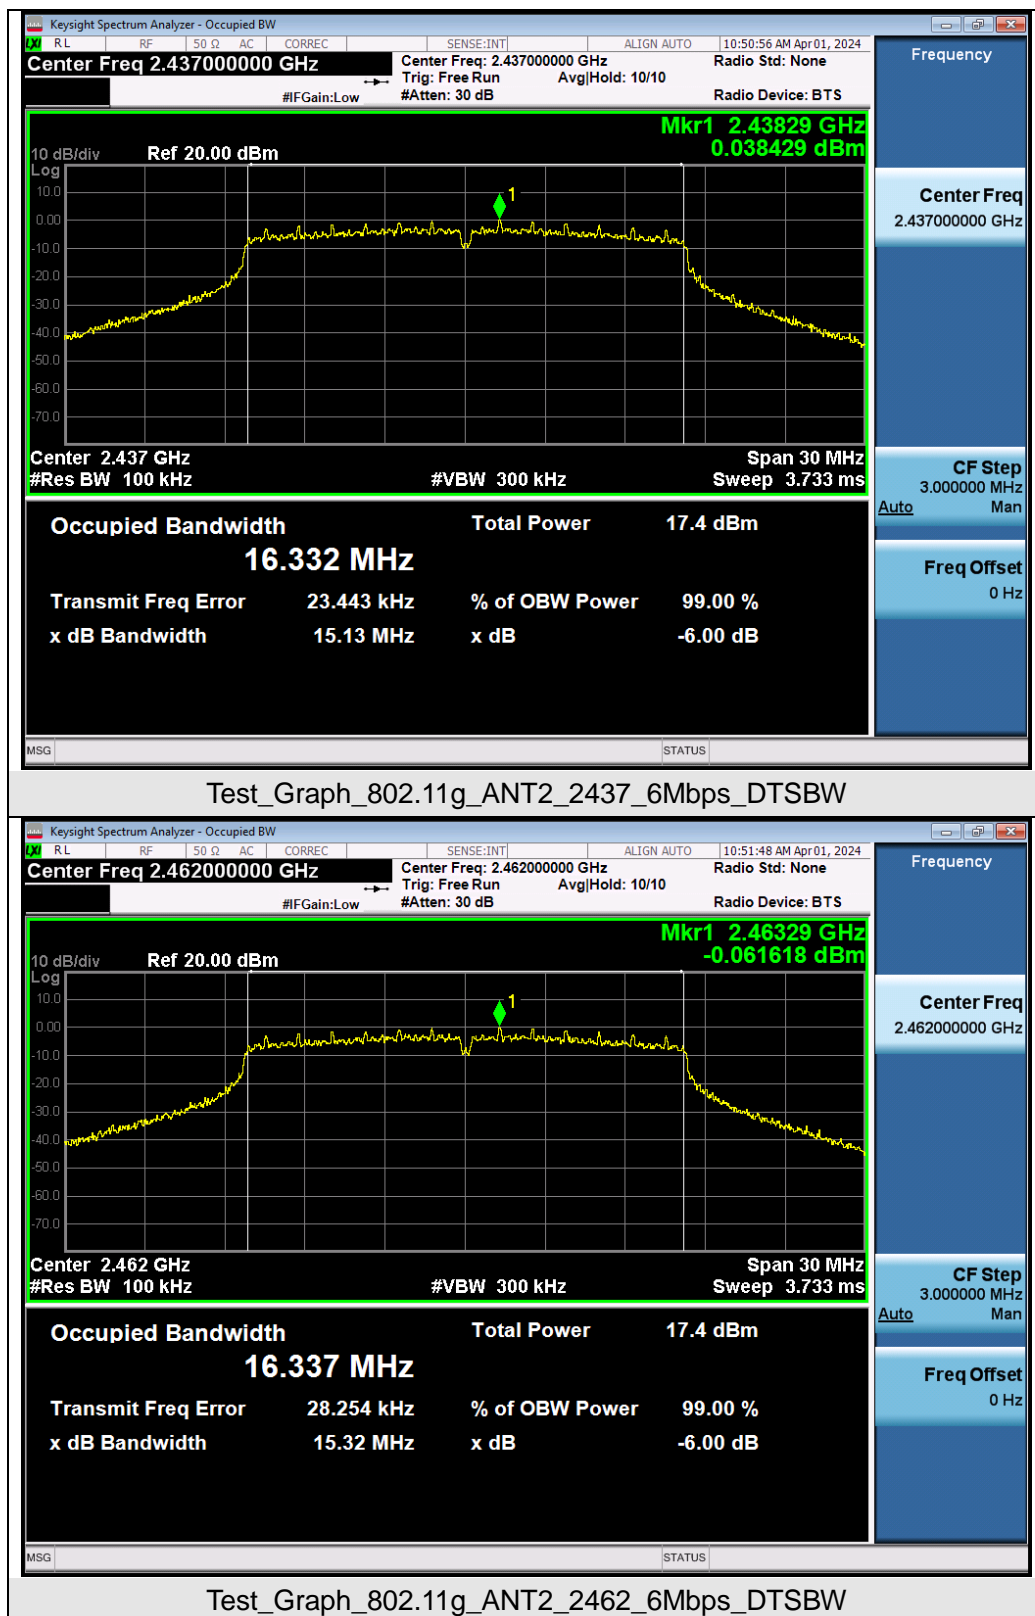 Keysight Spectrum Analyzer - Occupied BW
LXI RL RF 50 Ω AC CORREC SENSE:INT ALIGN AUTO 10:50:56 AM Apr 01, 2024
Center Freq 2.437000000 GHz
Center Freq: 2.437000000 GHz
Radio Std: None
Trig: Free Run Avg|Hold: 10/10
#IFGain:Low
#Atten: 30 dB
Radio Device: BTS
Frequency
Mkr1 2.43829 GHz
0.038429 dBm
10 dB/div
Ref 20.00 dBm
Log
10.0
0.00
-10.0
-20.0
-30.0
-40.0
-50.0
-60.0
-70.0
1
Center Freq
2.437000000 GHz
Center 2.437 GHz
Span 30 MHz
#Res BW 100 kHz
#VBW 300 kHz
Sweep 3.733 ms
CF Step
3.000000 MHz
Auto Man
Freq Offset
0 Hz
Occupied Bandwidth
Total Power 17.4 dBm
16.332 MHz
Transmit Freq Error 23.443 kHz % of OBW Power 99.00 %
x dB Bandwidth 15.13 MHz x dB -6.00 dB
MSG STATUS
Test_Graph_802.11g_ANT2_2437_6Mbps_DTSBW
Keysight Spectrum Analyzer - Occupied BW
LXI RL RF 50 Ω AC CORREC SENSE:INT ALIGN AUTO 10:51:48 AM Apr 01, 2024
Center Freq 2.462000000 GHz
Center Freq: 2.462000000 GHz
Radio Std: None
Trig: Free Run Avg|Hold: 10/10
#IFGain:Low
#Atten: 30 dB
Radio Device: BTS
Frequency
Mkr1 2.46329 GHz
-0.061618 dBm
10 dB/div
Ref 20.00 dBm
Log
10.0
0.00
-10.0
-20.0
-30.0
-40.0
-50.0
-60.0
-70.0
1
Center Freq
2.462000000 GHz
Center 2.462 GHz
Span 30 MHz
#Res BW 100 kHz
#VBW 300 kHz
Sweep 3.733 ms
CF Step
3.000000 MHz
Auto Man
Freq Offset
0 Hz
Occupied Bandwidth
Total Power 17.4 dBm
16.337 MHz
Transmit Freq Error 28.254 kHz % of OBW Power 99.00 %
x dB Bandwidth 15.32 MHz x dB -6.00 dB
MSG STATUS
Test_Graph_802.11g_ANT2_2462_6Mbps_DTSBW